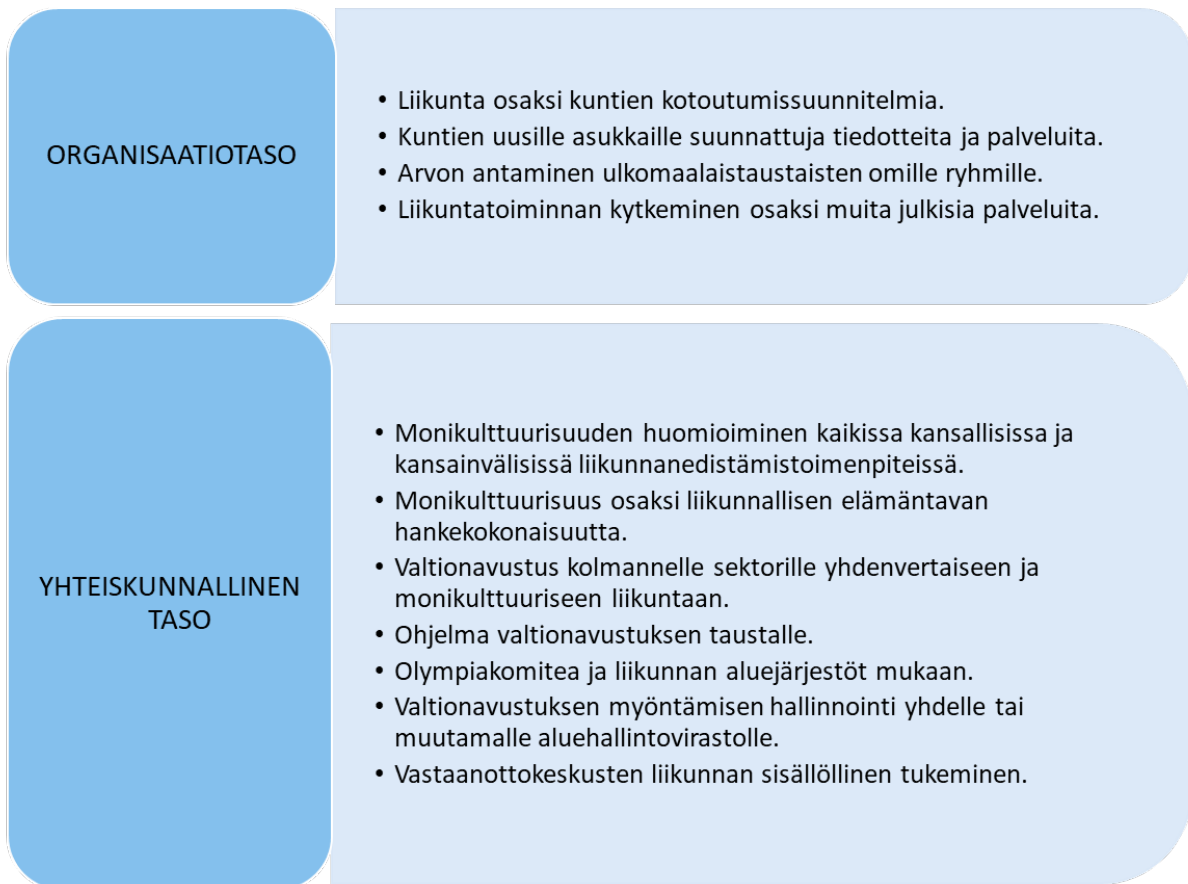 ORGANISAATIOTASO
• Liikunta osaksi kuntien kotoutumissuunnitelmia.
• Kuntien uusille asukkaille suunnattuja tiedotteita ja palveluita.
• Arvon antaminen ulkomaalaistaustaisten omille ryhmille.
• Liikuntatoiminnan kytkeminen osaksi muita julkisia palveluita.
YHTEISKUNNALLINEN
TASO
• Monikulttuurisuuden huomioiminen kaikissa kansallisissa ja
kansainvälisissä liikunnanedistämistoimenpiteissä.
• Monikulttuurisuus osaksi liikunnallisen elämäntavan
hankekokonaisuutta.
• Valtionavustus kolmannelle sektorille yhdenvertaiseen ja
monikulttuuriseen liikuntaan.
• Ohjelma valtionavustuksen taustalle.
• Olympiakomitea ja liikunnan aluejärjestöt mukaan.
• Valtionavustuksen myöntämisen hallinnointi yhdelle tai
muutamalle aluehallintovirastolle.
• Vastaanottokeskusten liikunnan sisällöllinen tukeminen.